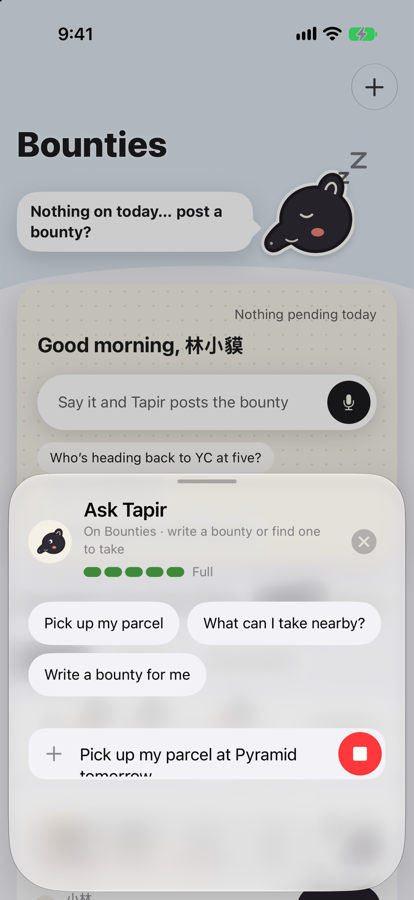 9:41
Bounties
z
z
Nothing on today... post a
bounty?
Nothing pending today
Good morning, 林小貘
Say it and Tapir posts the bounty
Who's heading back to YC at five?
Ask Tapir
On Bounties · write a bounty or find one
to take
Full
Pick up my parcel
What can I take nearby?
Write a bounty for me
Pick up my parcel at Pyramid
tomorrow
小林